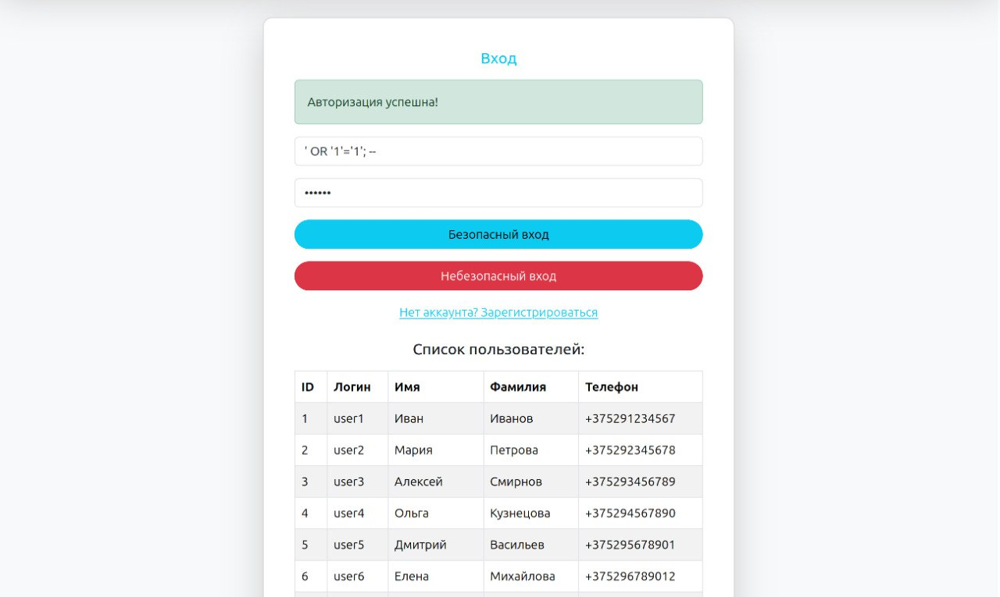 Вход
Авторизация успешна!
' OR '1'='1'; --
••••••
Безопасный вход
Небезопасный вход
Нет аккаунта? Зарегистрироваться
Список пользователей:
ID Логин Имя Фамилия Телефон
1 user1 Иван Иванов +375291234567
2 user2 Мария Петрова +375292345678
3 user3 Алексей Смирнов +375293456789
4 user4 Ольга Кузнецова +375294567890
5 user5 Дмитрий Васильев +375295678901
6 user6 Елена Михайлова +375296789012